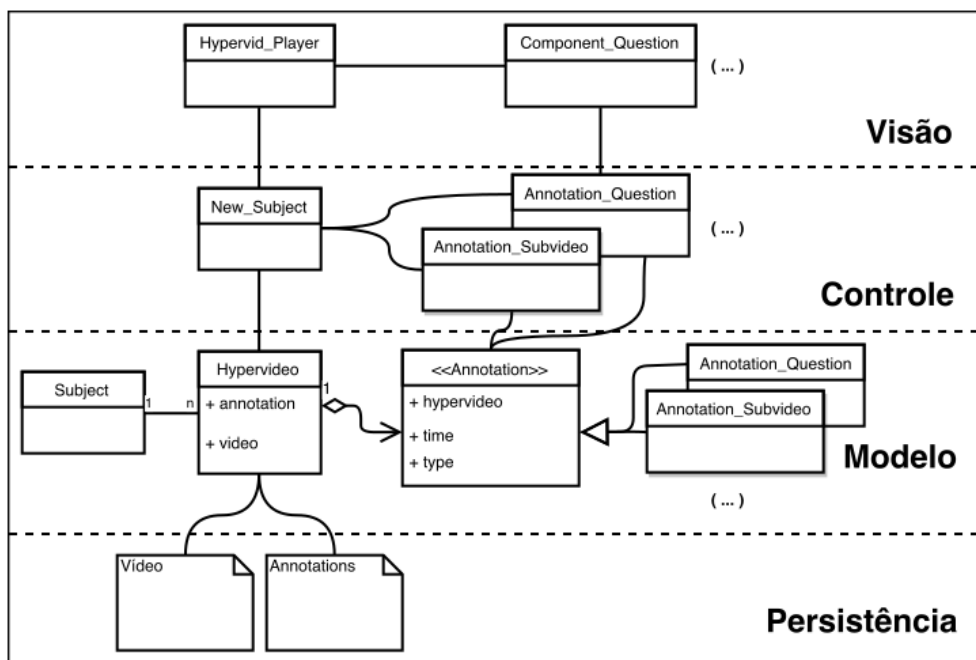 Hypervid_Player
Component_Question
( ... )
Visão
New_Subject
Annotation_Question
( ... )
Annotation_Subvideo
Controle
Hypervideo
+ annotation
+ video
1
Subject
1
n
<<Annotation>>
+ hypervideo
+ time
+ type
Annotation_Question
Annotation_Subvideo
Modelo
( ... )
Vídeo
Annotations
Persistência